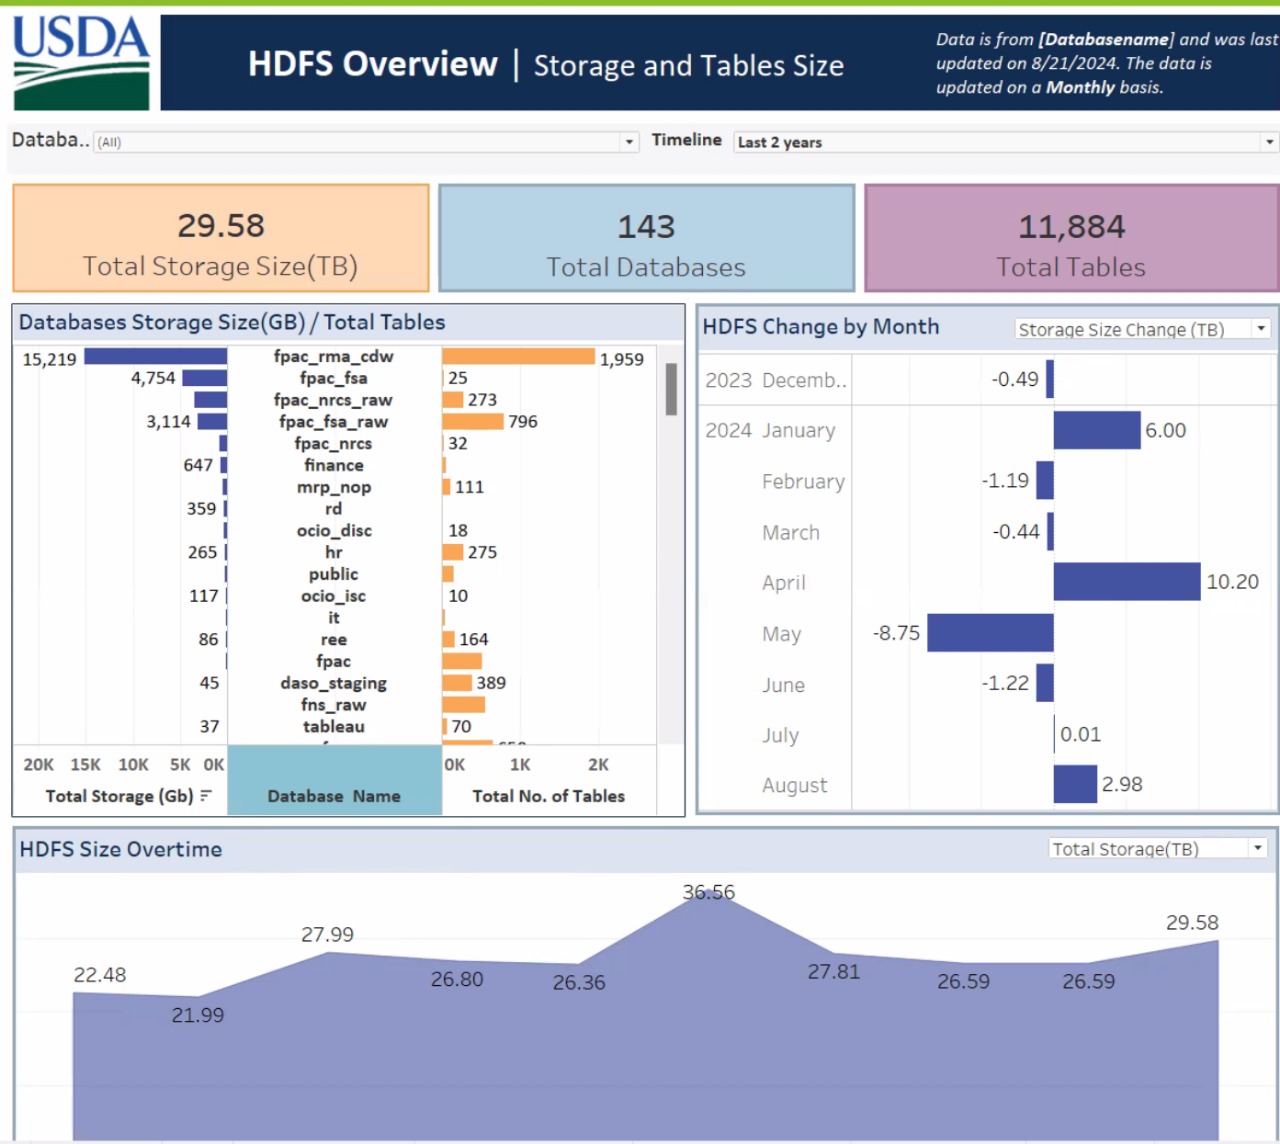 USDA
HDFS Overview | Storage and Tables Size
Data is from [Databasename] and was last
updated on 8/21/2024. The data is
updated on a Monthly basis.
Databa.. (All) Timeline Last 2 years
29.58
Total Storage Size(TB)
143
Total Databases
11,884
Total Tables
Databases Storage Size(GB) / Total Tables
15,219 fpac_rma_cdw 1,959
4,754 fpac_fsa 25
fpac_nrcs_raw 273
3,114 fpac_fsa_raw 796
fpac_nrcs 32
647 finance
mrp_nop 111
359 rd
ocio_disc 18
265 hr 275
public
117 ocio_isc 10
it
86 ree 164
fpac
45 daso_staging 389
fns_raw
37 tableau 70
20K 15K 10K 5K 0K 0K 1K 2K
Total Storage (Gb) Database Name Total No. of Tables
HDFS Change by Month Storage Size Change (TB)
2023 Decemb.. -0.49
2024 January 6.00
February -1.19
March -0.44
April 10.20
May -8.75
June -1.22
July 0.01
August 2.98
HDFS Size Overtime Total Storage(TB)
22.48
21.99
27.99
26.80
26.36
36.56
27.81
26.59
26.59
29.58